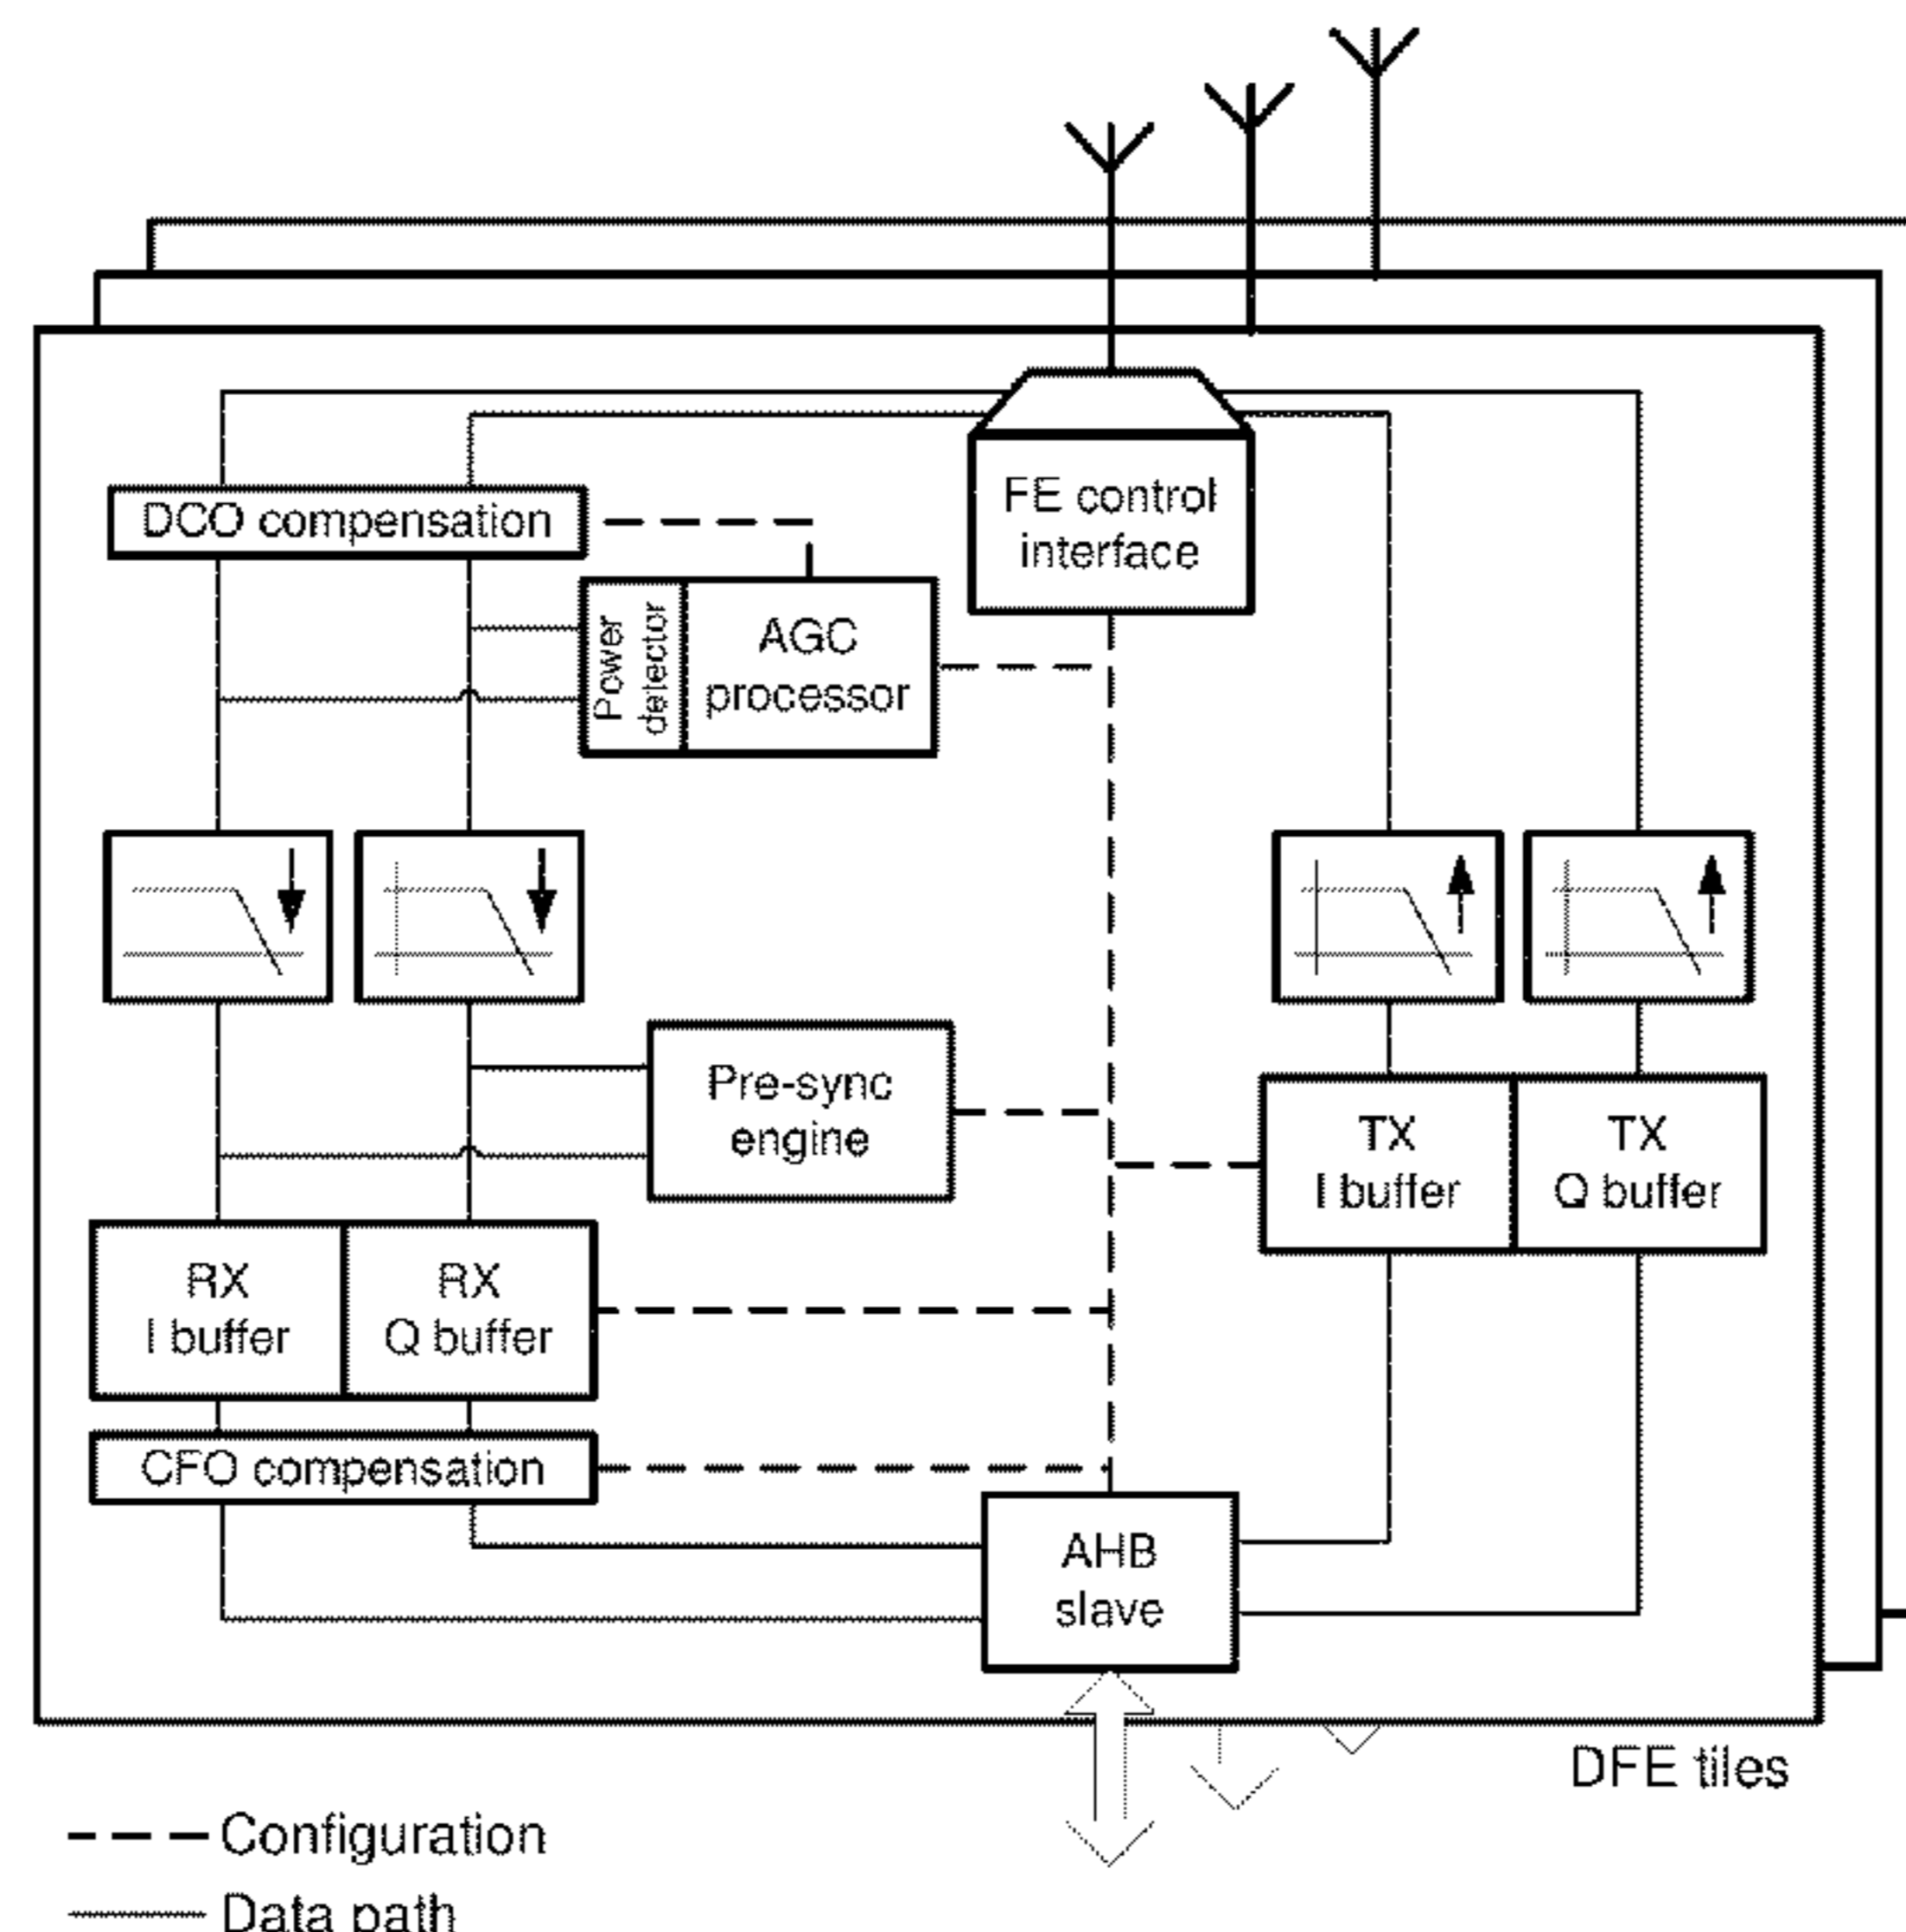 FE control
interface
DCO compensation
Power
detector
AGC
processor
Pre-sync
engine
TX
I buffer
TX
Q buffer
RX
I buffer
RX
Q buffer
CFO compensation
AHB
slave
DFE tiles
Configuration
Data path